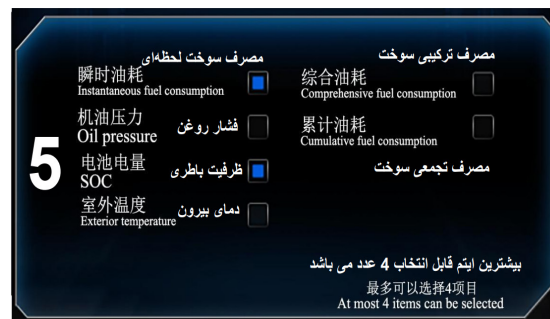 مصرف سوخت لحظه‌ای
瞬时油耗
Instantaneous fuel consumption
机油压力
Oil pressure
فشار روغن
5
电池电量
SOC
ظرفیت باطری
室外温度
Exterior temperature
دمای بیرون
مصرف ترکیبی سوخت
综合油耗
Comprehensive fuel consumption
累计油耗
Cumulative fuel consumption
مصرف تجمعی سوخت
بیشترین ایتم قابل انتخاب 4 عدد می باشد
最多可以选择4项目
At most 4 items can be selected